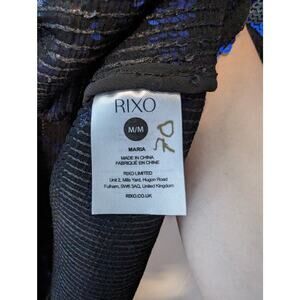 RIXO
M/M
MARIA
MADE IN CHINA
FABRIQUÉ EN CHINE
RIXO LIMITED
Unit 2, Mills Yard, Hugon Road
Fulham, SW6 3AQ, United Kingdom
RIXO.CO.UK